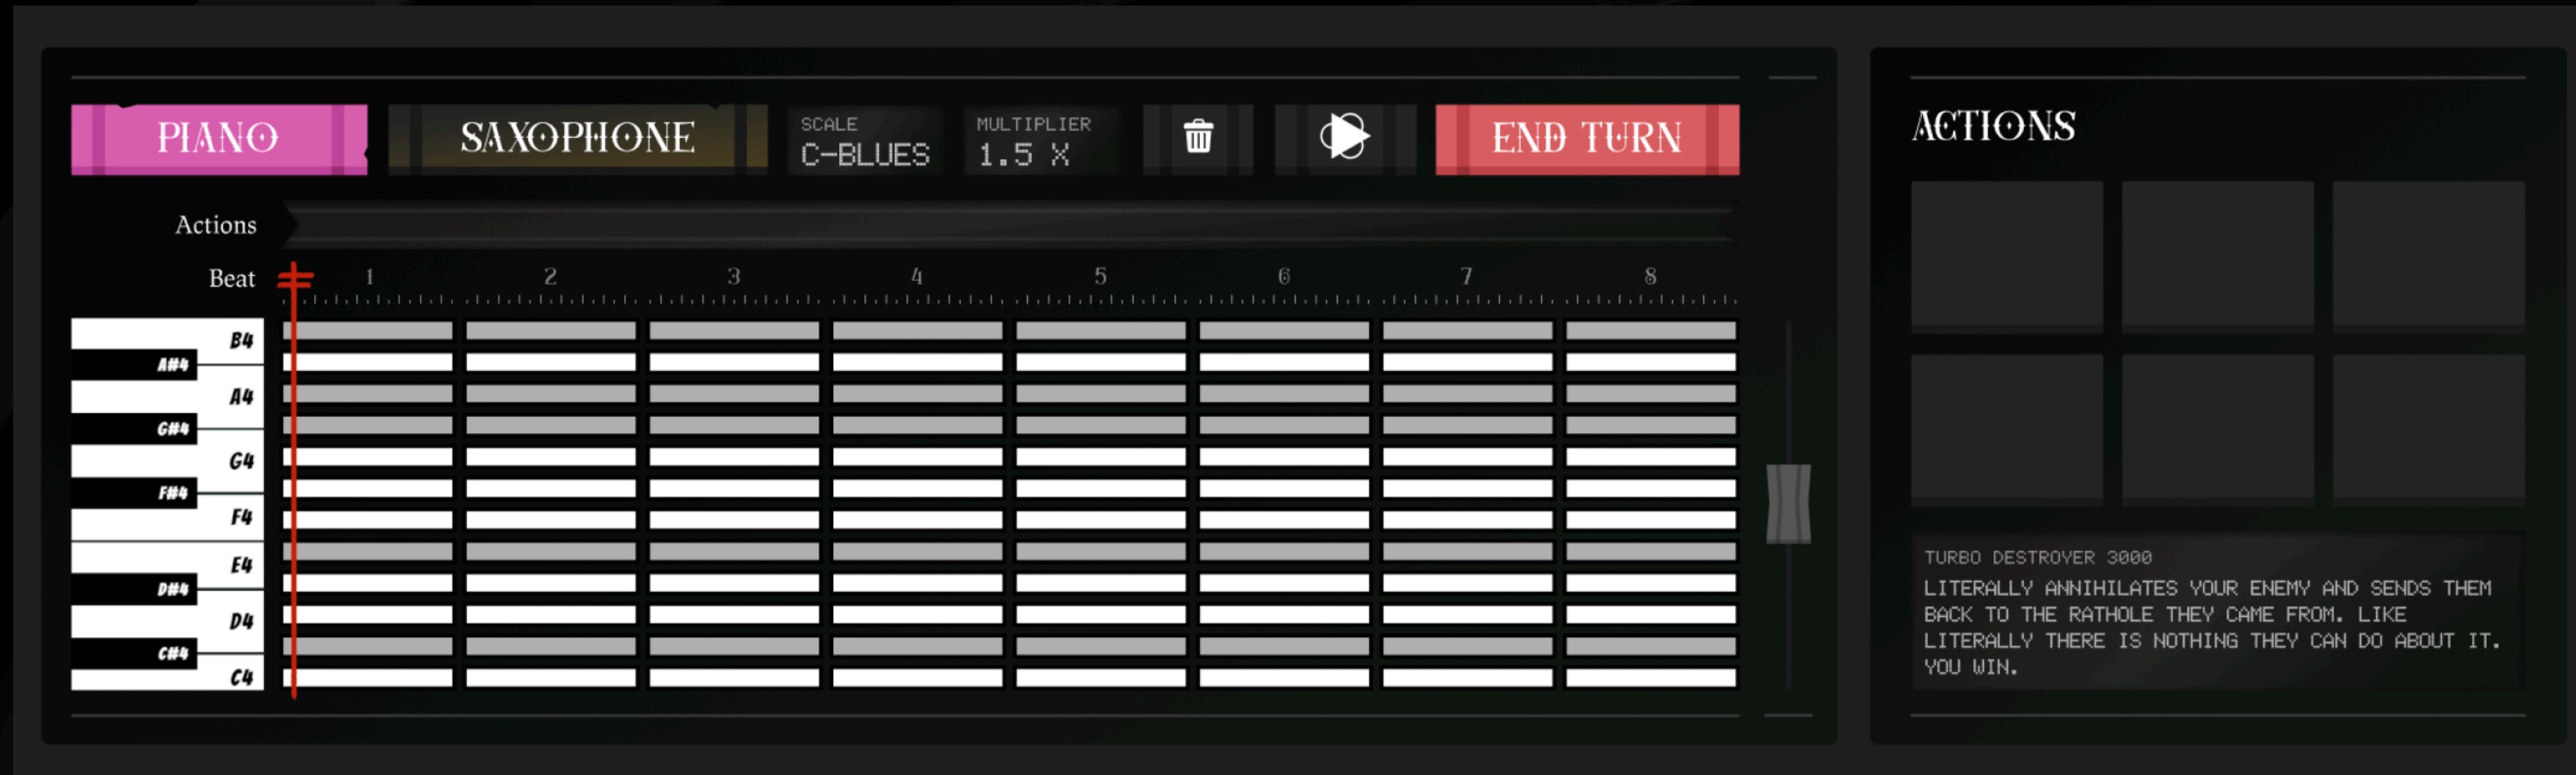 PIANO
SAXOPHONE
SCALE
C-BLUES
MULTIPLIER
1.5 X
END TURN
Actions
Beat
1 2 3 4 5 6 7 8
B4
A#4
A4
G#4
G4
F#4
F4
E4
D#4
D4
C#4
C4
ACTIONS
TURBO DESTROYER 3000
LITERALLY ANNIHILATES YOUR ENEMY AND SENDS THEM
BACK TO THE RATHOLE THEY CAME FROM. LIKE
LITERALLY THERE IS NOTHING THEY CAN DO ABOUT IT.
YOU WIN.